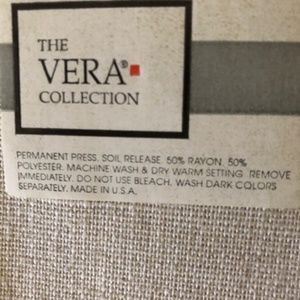 THE
VERA®
COLLECTION
PERMANENT PRESS. SOIL RELEASE. 50% RAYON. 50%
POLYESTER. MACHINE WASH & DRY WARM SETTING. REMOVE
IMMEDIATELY. DO NOT USE BLEACH. WASH DARK COLORS
SEPARATELY. MADE IN U.S.A.